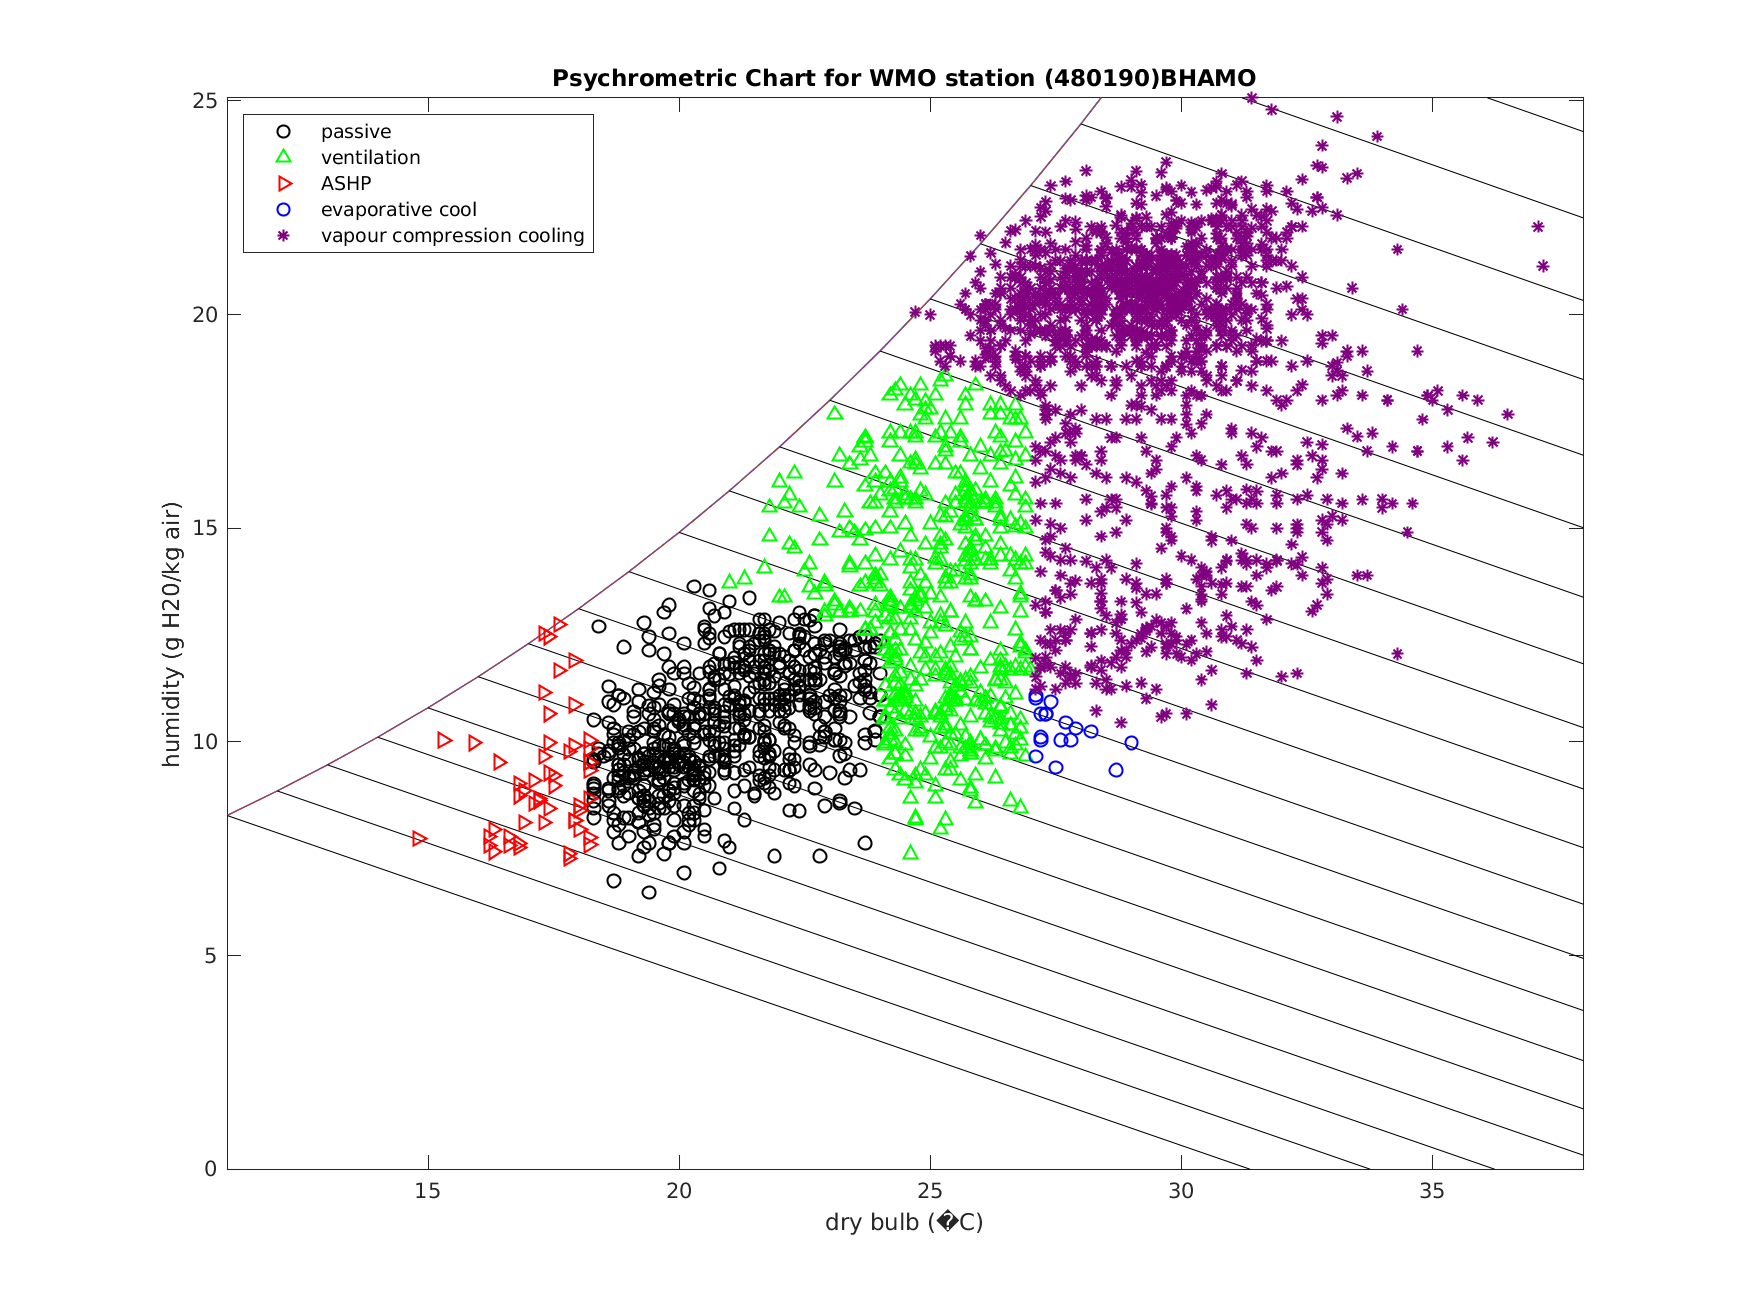 Psychrometric Chart for WMO station (480190)BHAMO
passive
ventilation
ASHP
evaporative cool
vapour compression cooling
humidity (g H20/kg air)
25
20
15
10
5
0
15
20
25
30
35
dry bulb (�C)